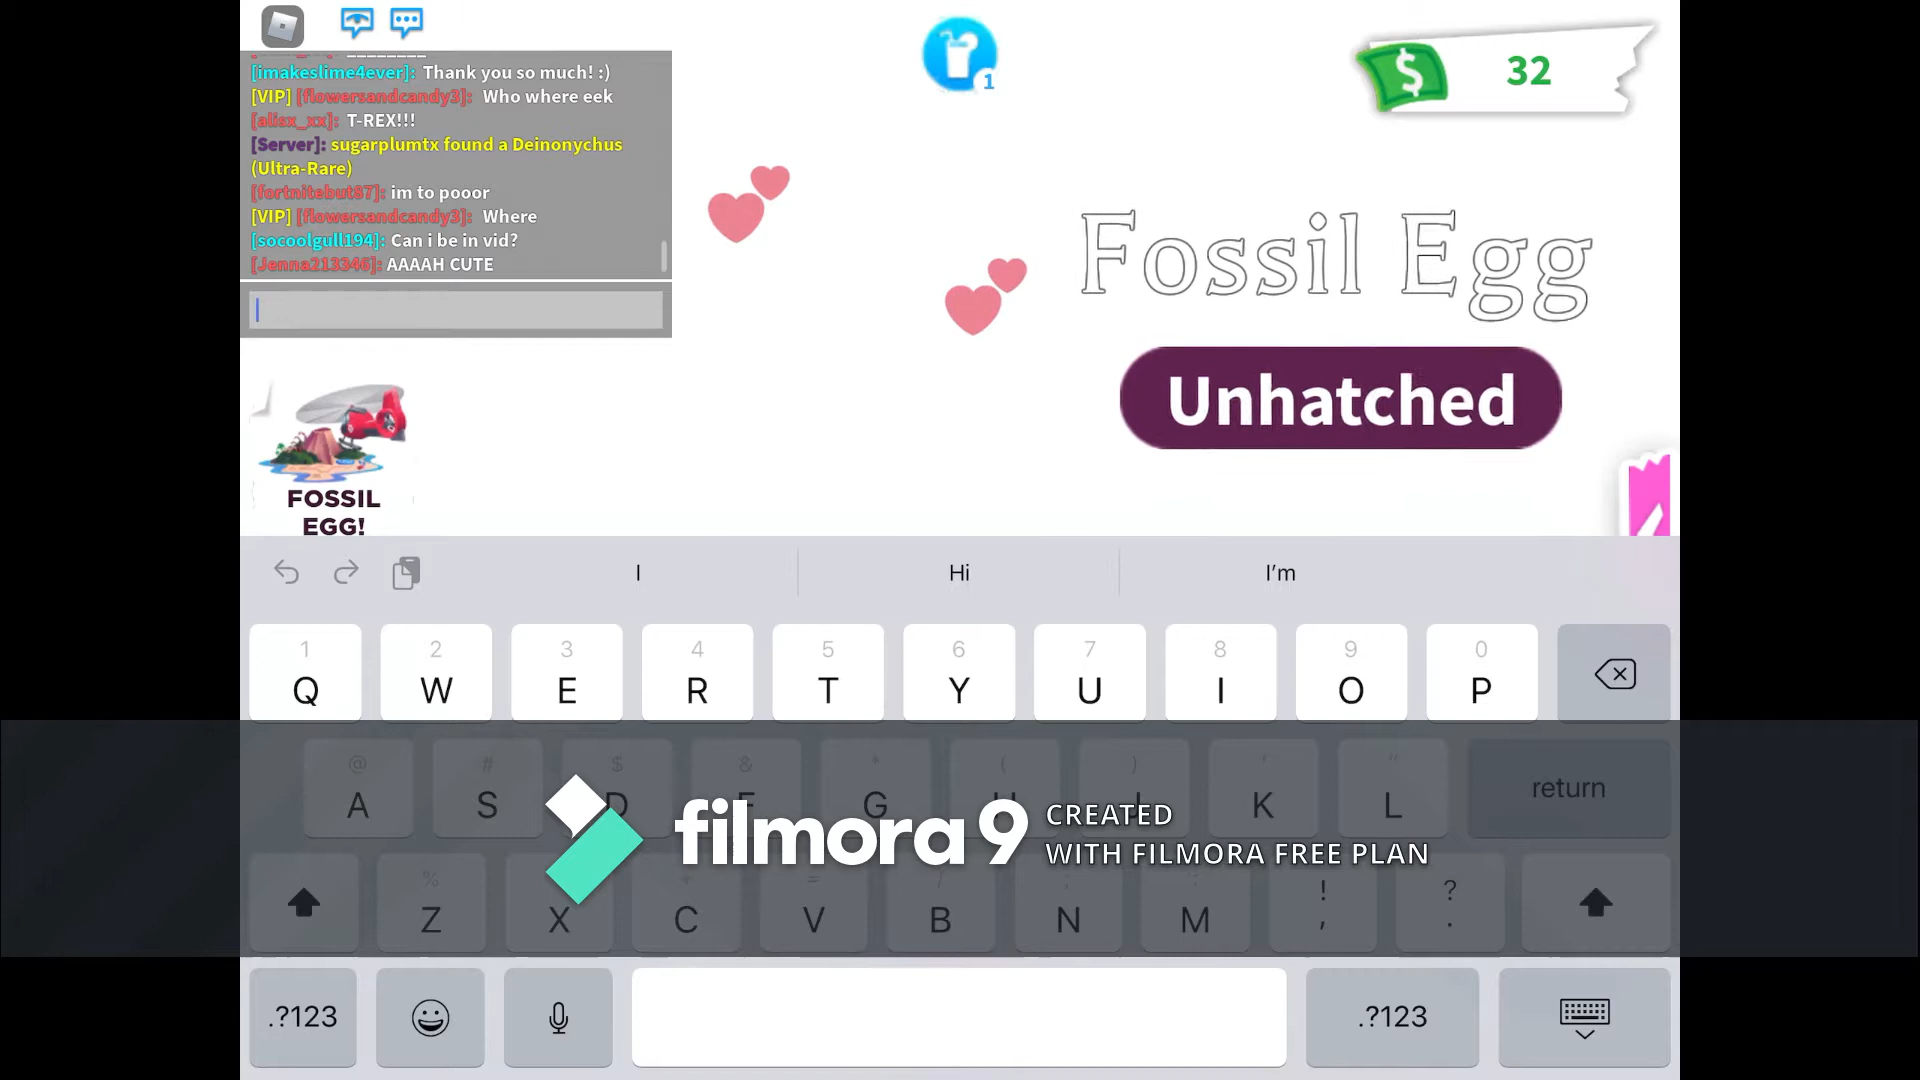 [imakeslime4ever]: Thank you so much! :)
[VIP] [flowersandcandy3]: Who where eek
[alisx_xx]: T-REX!!!
[Server]: sugarplumtx found a Deinonychus
(Ultra-Rare)
[fortnitebut87]: im to pooor
[VIP] [flowersandcandy3]: Where
[socoolgull194]: Can i be in vid?
[Jenna213346]: AAAAH CUTE
1
32
Fossil Egg
Unhatched
FOSSIL
EGG!
I Hi I'm
1 2 3 4 5 6 7 8 9 0
Q W E R T Y U I O P
@ # $ & * ( ) ' "
A S D F G H J K L return
filmora 9 CREATED
WITH FILMORA FREE PLAN
% - + = / ; : ! ?
Z X C V B N M , .
.?123 .?123